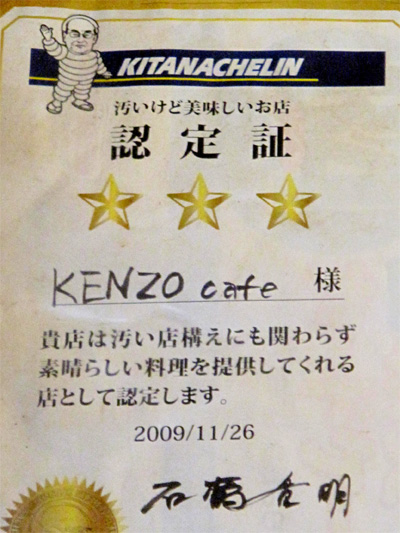 KITANACHELIN
汚いけど美味しいお店
認定証
KENZO cafe 様
貴店は汚い店構えにも関わらず
素晴らしい料理を提供してくれる
店として認定します。
2009/11/26
石橋貴明